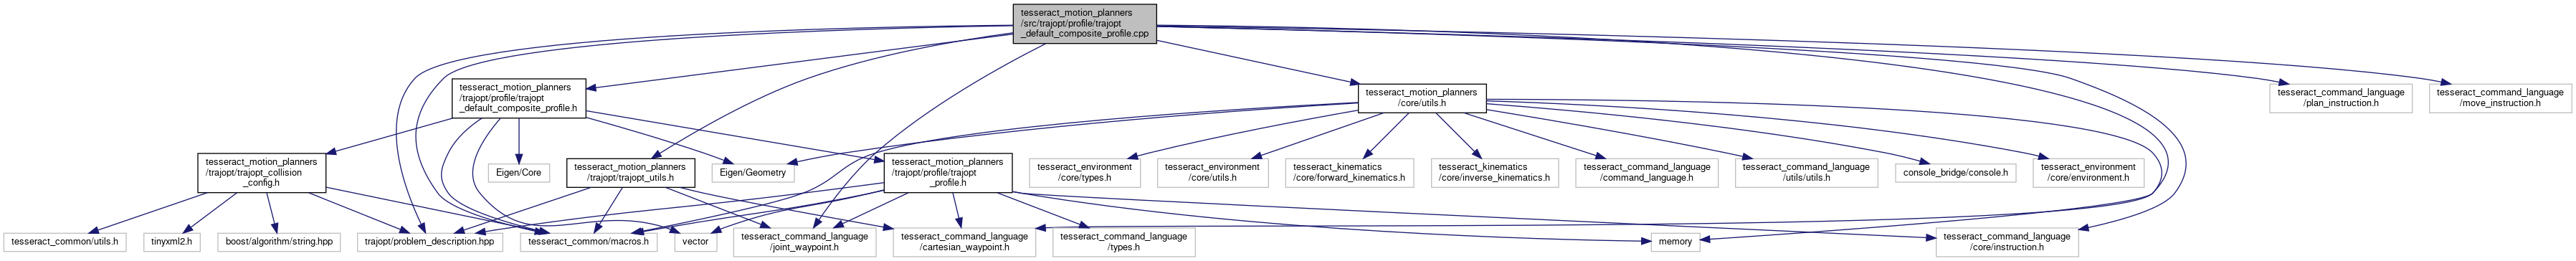 tesseract_motion_planners
/src/trajopt/profile/trajopt
_default_composite_profile.cpp
tesseract_motion_planners
/trajopt/profile/trajopt
_default_composite_profile.h
tesseract_motion_planners
/core/utils.h
tesseract_command_language
/plan_instruction.h
tesseract_command_language
/move_instruction.h
tesseract_motion_planners
/trajopt/trajopt_collision
_config.h
Eigen/Core
tesseract_motion_planners
/trajopt/trajopt_utils.h
Eigen/Geometry
tesseract_motion_planners
/trajopt/profile/trajopt
_profile.h
tesseract_environment
/core/types.h
tesseract_environment
/core/utils.h
tesseract_kinematics
/core/forward_kinematics.h
tesseract_kinematics
/core/inverse_kinematics.h
tesseract_command_language
/command_language.h
tesseract_command_language
/utils/utils.h
console_bridge/console.h
tesseract_environment
/core/environment.h
tesseract_common/utils.h
tinyxml2.h
boost/algorithm/string.hpp
trajopt/problem_description.hpp
tesseract_common/macros.h
vector
tesseract_command_language
/joint_waypoint.h
tesseract_command_language
/cartesian_waypoint.h
tesseract_command_language
/types.h
memory
tesseract_command_language
/core/instruction.h